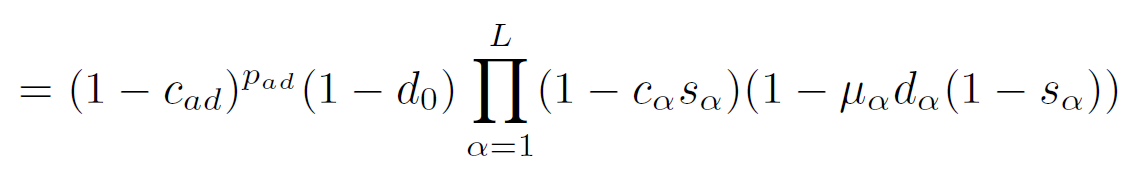 = (1 − c_{ad})^{p_{ad}} (1 − d_0) ∏_{α=1}^{L} (1 − c_α s_α)(1 − μ_α d_α (1 − s_α))